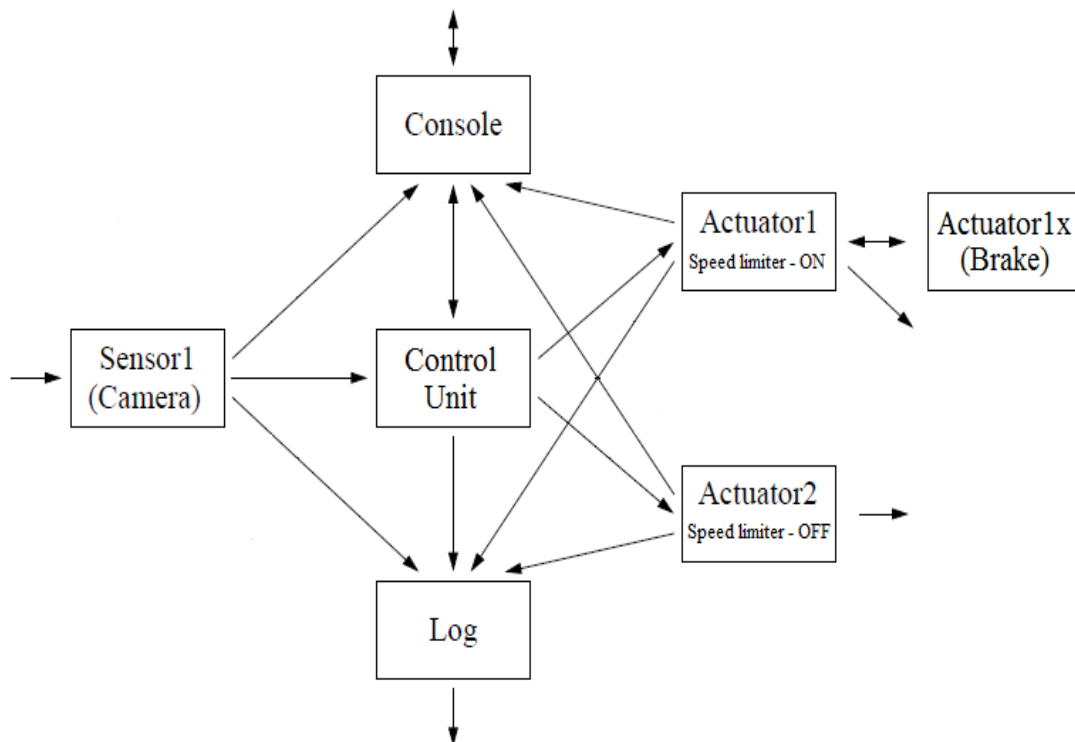 Console
Actuator1
Speed limiter - ON
Actuator1x
(Brake)
Sensor1
(Camera)
Control
Unit
Actuator2
Speed limiter - OFF
Log